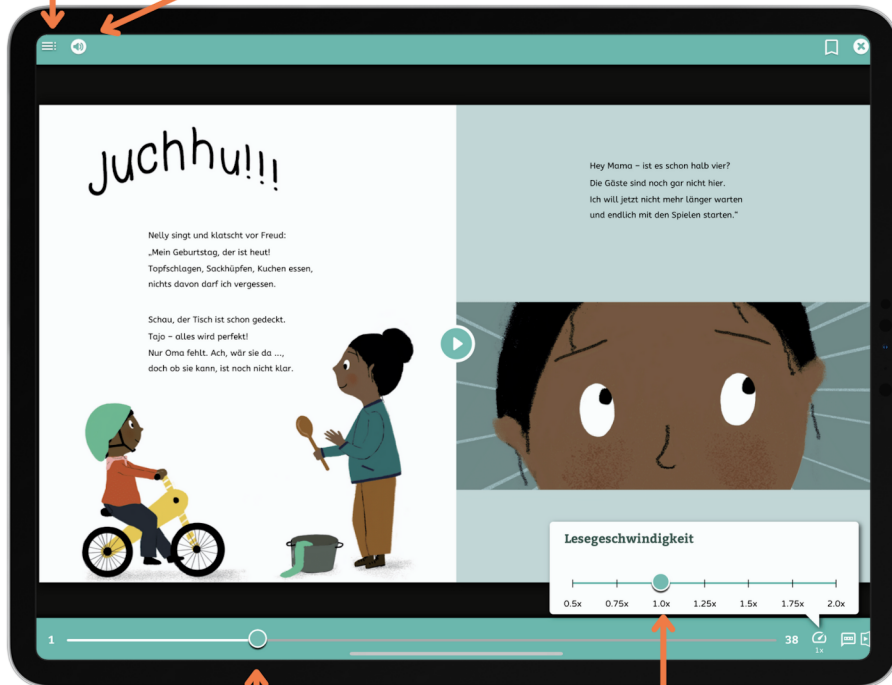 Juchhu!!!
Nelly singt und klatscht vor Freud:
„Mein Geburtstag, der ist heut!
Topfschlagen, Sackhüpfen, Kuchen essen,
nichts davon darf ich vergessen.
Schau, der Tisch ist schon gedeckt.
Tajo – alles wird perfekt!
Nur Oma fehlt. Ach, wär sie da ...,
doch ob sie kann, ist noch nicht klar.
Hey Mama – ist es schon halb vier?
Die Gäste sind noch gar nicht hier.
Ich will jetzt nicht mehr länger warten
und endlich mit den Spielen starten.“
Lesegeschwindigkeit
0.5x 0.75x 1.0x 1.25x 1.5x 1.75x 2.0x
1 38
1x